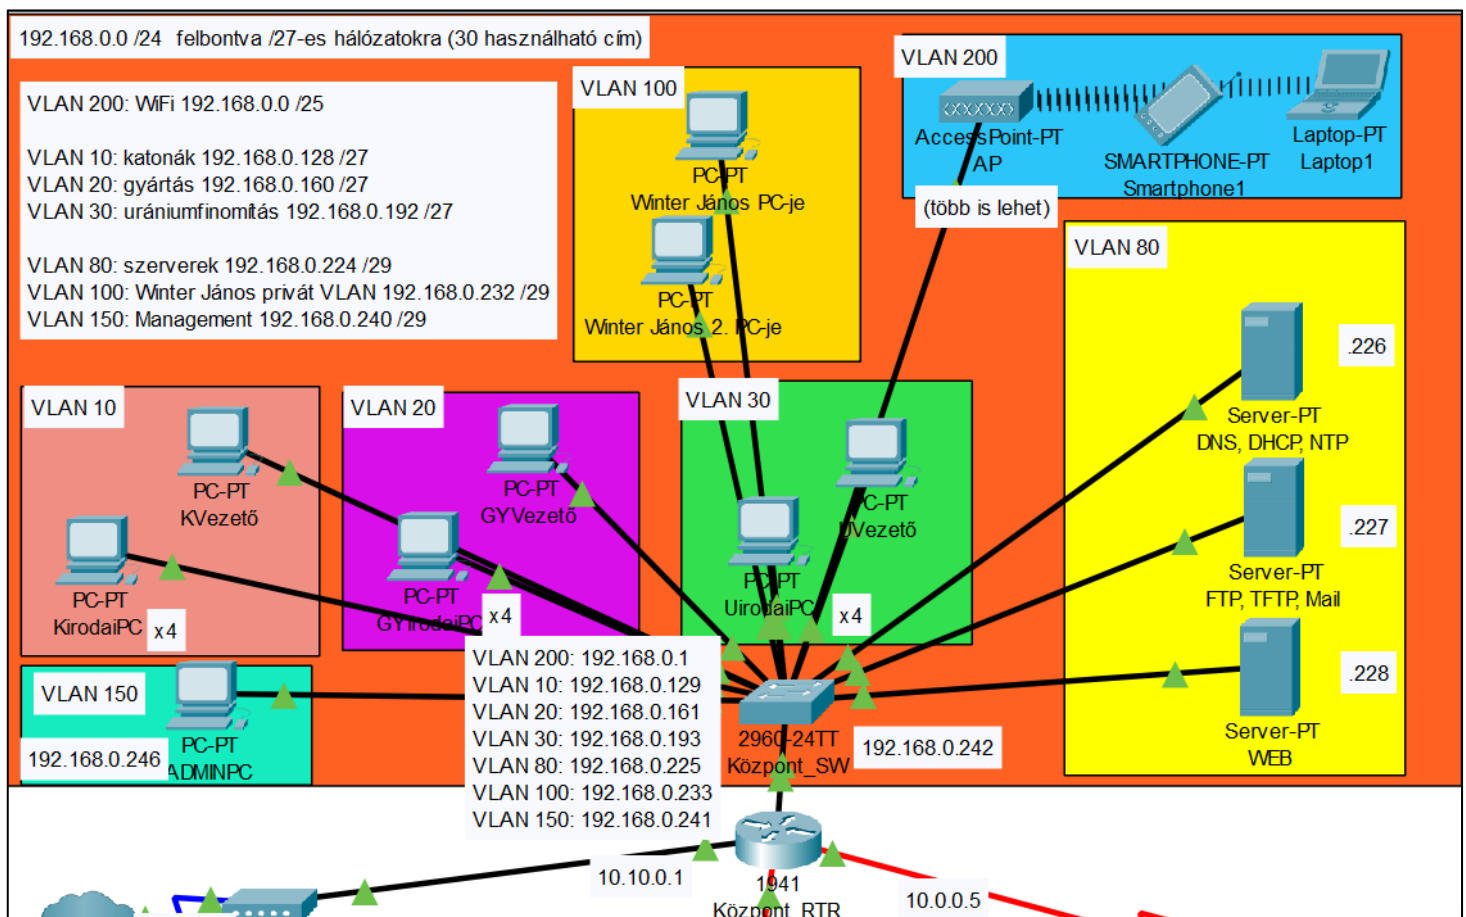 192.168.0.0 /24 felbontva /27-es hálózatokra (30 használható cím)
VLAN 200: WiFi 192.168.0.0 /25
VLAN 10: katonák 192.168.0.128 /27
VLAN 20: gyártás 192.168.0.160 /27
VLAN 30: urániumfinomítás 192.168.0.192 /27
VLAN 80: szerverek 192.168.0.224 /29
VLAN 100: Winter János privát VLAN 192.168.0.232 /29
VLAN 150: Management 192.168.0.240 /29
VLAN 100
PC-PT
Winter János PC-je
PC-PT
Winter János 2. PC-je
VLAN 200
AccessPoint-PT
AP
SMARTPHONE-PT
Smartphone1
Laptop-PT
Laptop1
(több is lehet)
VLAN 80
.226
Server-PT
DNS, DHCP, NTP
.227
Server-PT
FTP, TFTP, Mail
.228
Server-PT
WEB
VLAN 10
PC-PT
KVezető
PC-PT
KirodaiPC
x4
VLAN 20
PC-PT
GYVezető
PC-PT
GYirodaiPC
x4
VLAN 30
PC-PT
UVezető
PC-PT
UirodaiPC
x4
VLAN 150
PC-PT
ADMINPC
192.168.0.246
VLAN 200: 192.168.0.1
VLAN 10: 192.168.0.129
VLAN 20: 192.168.0.161
VLAN 30: 192.168.0.193
VLAN 80: 192.168.0.225
VLAN 100: 192.168.0.233
VLAN 150: 192.168.0.241
2960-24TT
Központ_SW
192.168.0.242
10.10.0.1
1941
Központ_RTR
10.0.0.5